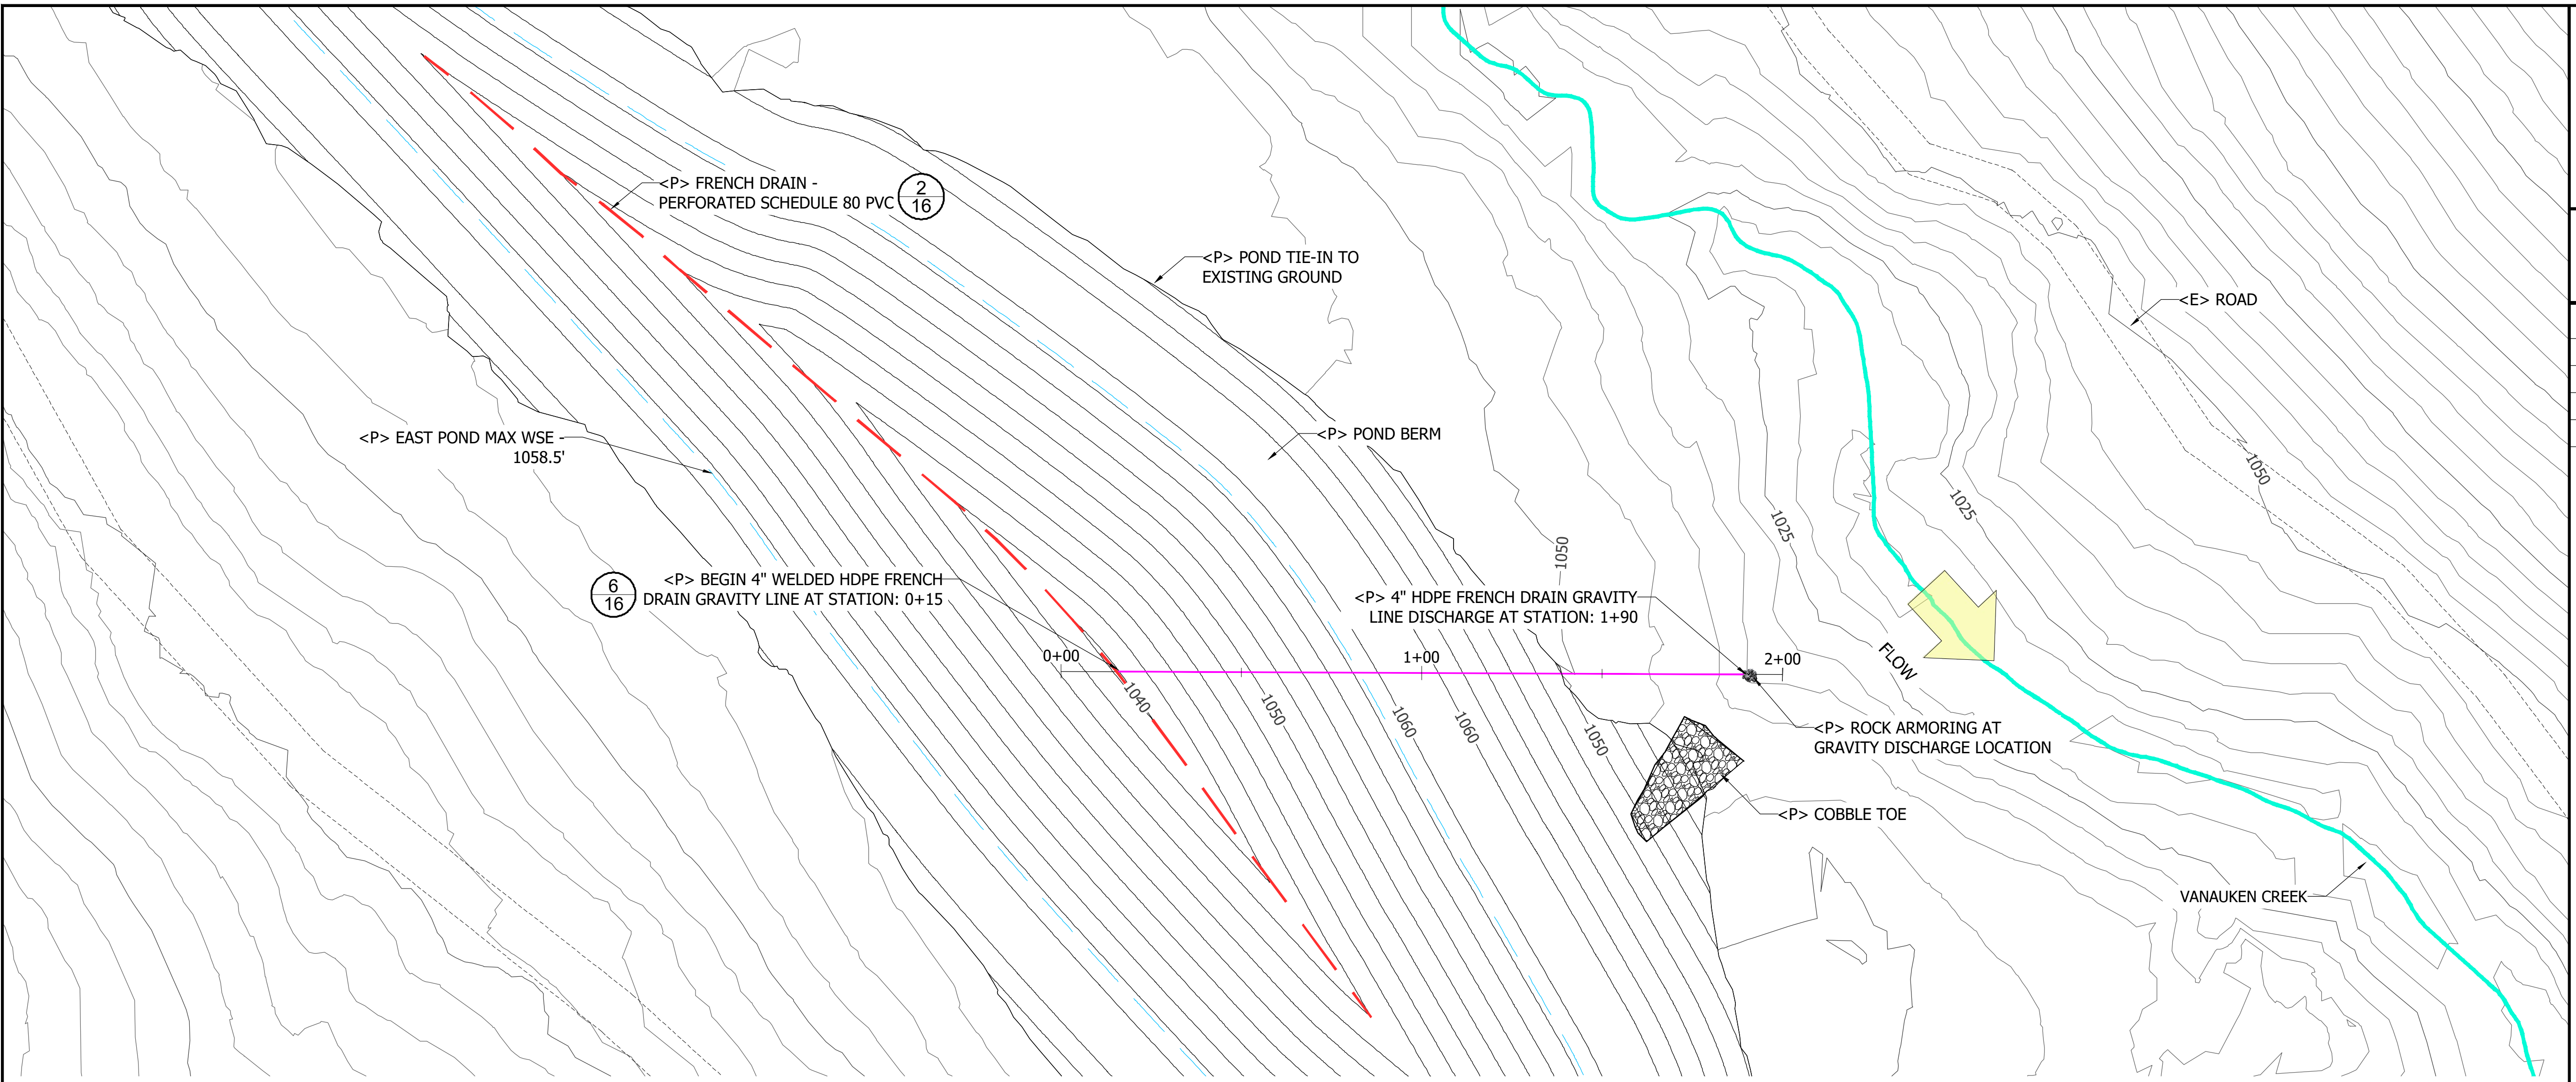 <P> FRENCH DRAIN -
PERFORATED SCHEDULE 80 PVC
2
16
<P> POND TIE-IN TO
EXISTING GROUND
<E> ROAD
<P> EAST POND MAX WSE -
1058.5'
<P> POND BERM
1050
1025
1025
1050
6
16
<P> BEGIN 4" WELDED HDPE FRENCH
DRAIN GRAVITY LINE AT STATION: 0+15
<P> 4" HDPE FRENCH DRAIN GRAVITY
LINE DISCHARGE AT STATION: 1+90
0+00
1+00
2+00
FLOW
1040
1050
1060
1060
1050
<P> ROCK ARMORING AT
GRAVITY DISCHARGE LOCATION
<P> COBBLE TOE
VANAUKEN CREEK